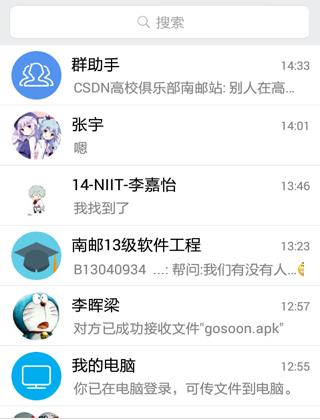 搜索
群助手 14:33
CSDN高校俱乐部南邮站: 别人在高...
张宇 14:01
嗯
14-NIIT-李嘉怡 13:46
我找到了
南邮13级软件工程 13:23
B13040934 ...: 帮问:我们有没有人...
李晖梁 12:57
对方已成功接收文件"gosoon.apk"
我的电脑 12:55
你已在电脑登录，可传文件到电脑。